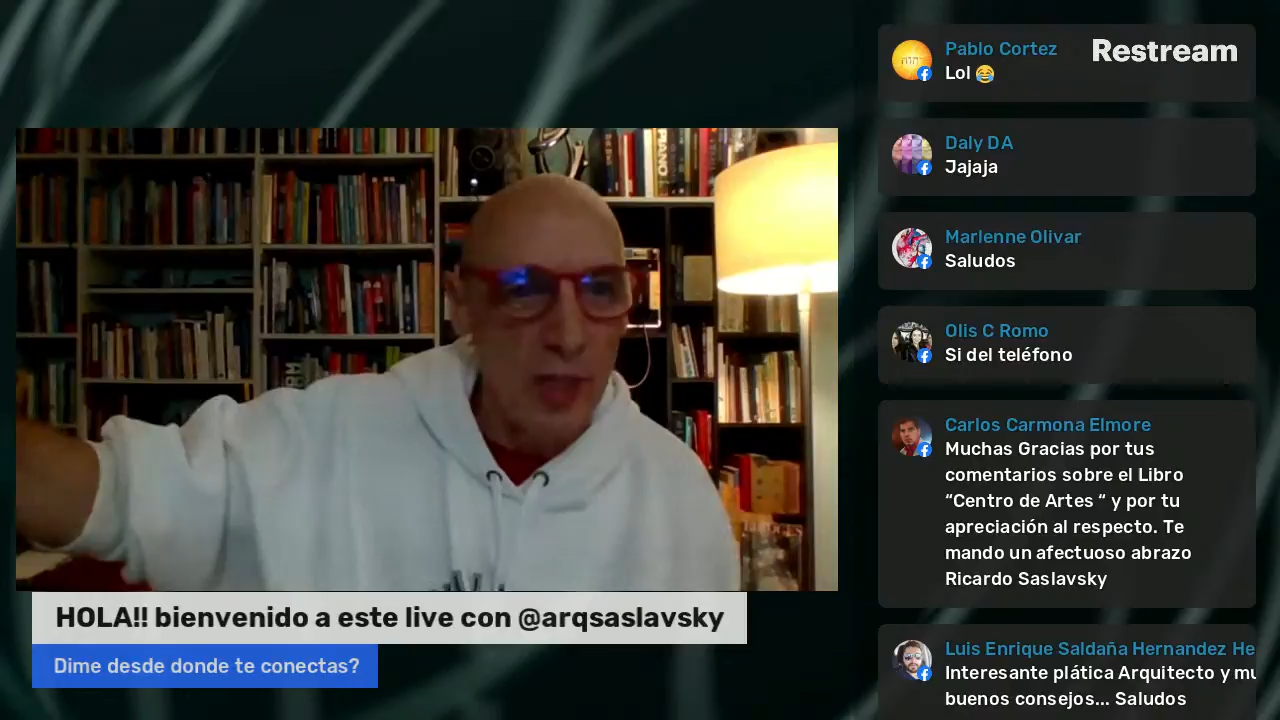 Restream
Pablo Cortez
Lol 😂
Daly DA
Jajaja
Marlenne Olivar
Saludos
Olis C Romo
Si del teléfono
Carlos Carmona Elmore
Muchas Gracias por tus
comentarios sobre el Libro
“Centro de Artes “ y por tu
apreciación al respecto. Te
mando un afectuoso abrazo
Ricardo Saslavsky
Luis Enrique Saldaña Hernandez He
Interesante plática Arquitecto y mu
buenos consejos... Saludos
PIANO
HOLA!! bienvenido a este live con @arqsaslavsky
Dime desde donde te conectas?